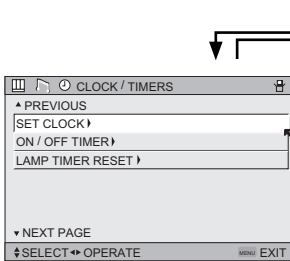 CLOCK / TIMERS
PREVIOUS
SET CLOCK
ON / OFF TIMER
LAMP TIMER RESET
NEXT PAGE
SELECT OPERATE MENU EXIT